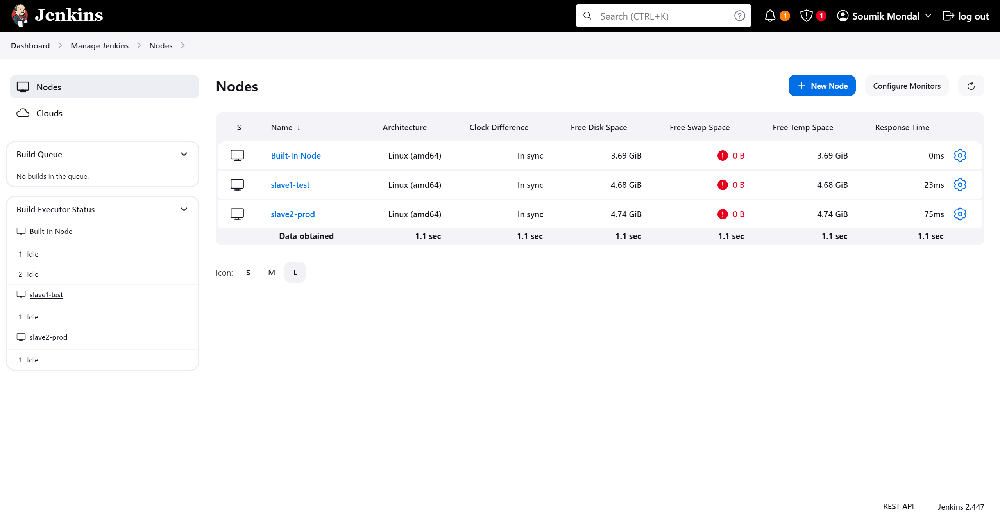 Jenkins
Search (CTRL+K)
1
1
Soumik Mondal
log out
Dashboard
Manage Jenkins
Nodes
Nodes
Clouds
Build Queue
No builds in the queue.
Build Executor Status
Built-In Node
1 Idle
2 Idle
slave1-test
1 Idle
slave2-prod
1 Idle
Nodes
New Node
Configure Monitors
S Name ↓ Architecture Clock Difference Free Disk Space Free Swap Space Free Temp Space Response Time
Built-In Node Linux (amd64) In sync 3.69 GiB 0 B 3.69 GiB 0ms
slave1-test Linux (amd64) In sync 4.68 GiB 0 B 4.68 GiB 23ms
slave2-prod Linux (amd64) In sync 4.74 GiB 0 B 4.74 GiB 75ms
Data obtained 1.1 sec 1.1 sec 1.1 sec 1.1 sec 1.1 sec 1.1 sec
Icon: S M L
REST API Jenkins 2.447